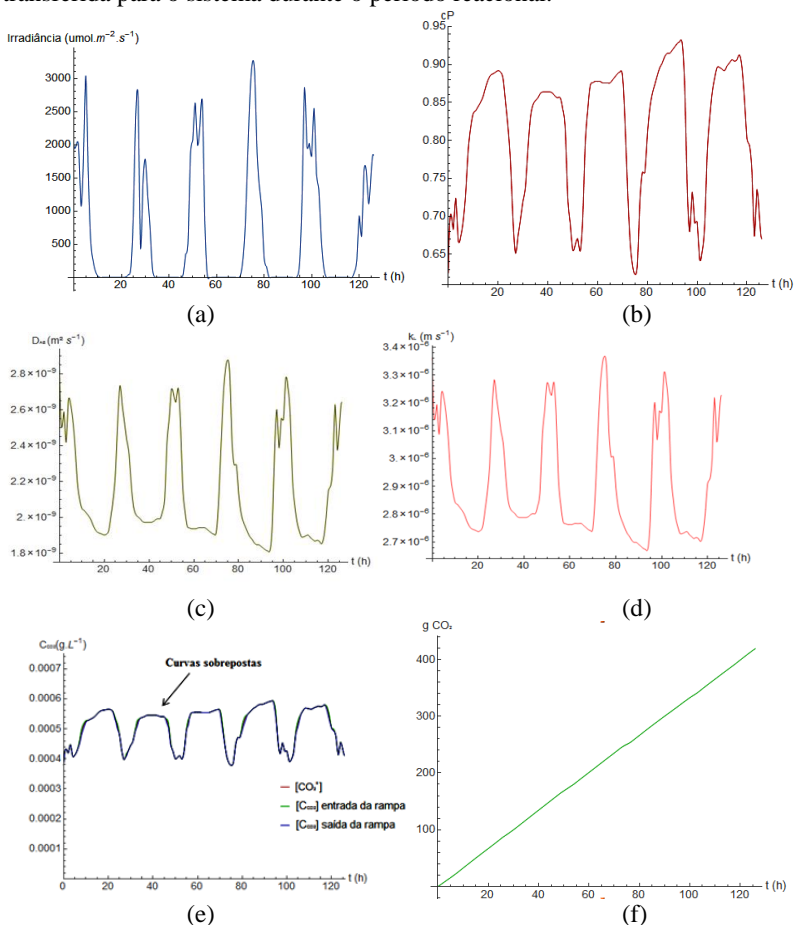 transferida para o sistema durante o período reacional.
Irradiância (umol.m⁻².s⁻¹)
3000
2500
2000
1500
1000
500
20 40 60 80 100 120 t (h)
(a)
cP
0.95
0.90
0.85
0.80
0.75
0.70
0.65
20 40 60 80 100 120 t (h)
(b)
(m² s⁻¹)
2.8×10⁻⁹
2.6×10⁻⁹
2.4×10⁻⁹
2.2×10⁻⁹
2.×10⁻⁹
1.8×10⁻⁹
20 40 60 80 100 120 t (h)
(c)
(m s⁻¹)
3.4×10⁻⁶
3.3×10⁻⁶
3.2×10⁻⁶
3.1×10⁻⁶
3.×10⁻⁶
2.9×10⁻⁶
2.8×10⁻⁶
2.7×10⁻⁶
20 40 60 80 100 120 t (h)
(d)
(g.L⁻¹)
0.0007
Curvas sobrepostas
0.0006
0.0005
0.0004
0.0003
0.0002
0.0001
entrada da rampa
saída da rampa
0 20 40 60 80 100 120 t (h)
(e)
g CO₂
400
300
200
100
20 40 60 80 100 120 t (h)
(f)